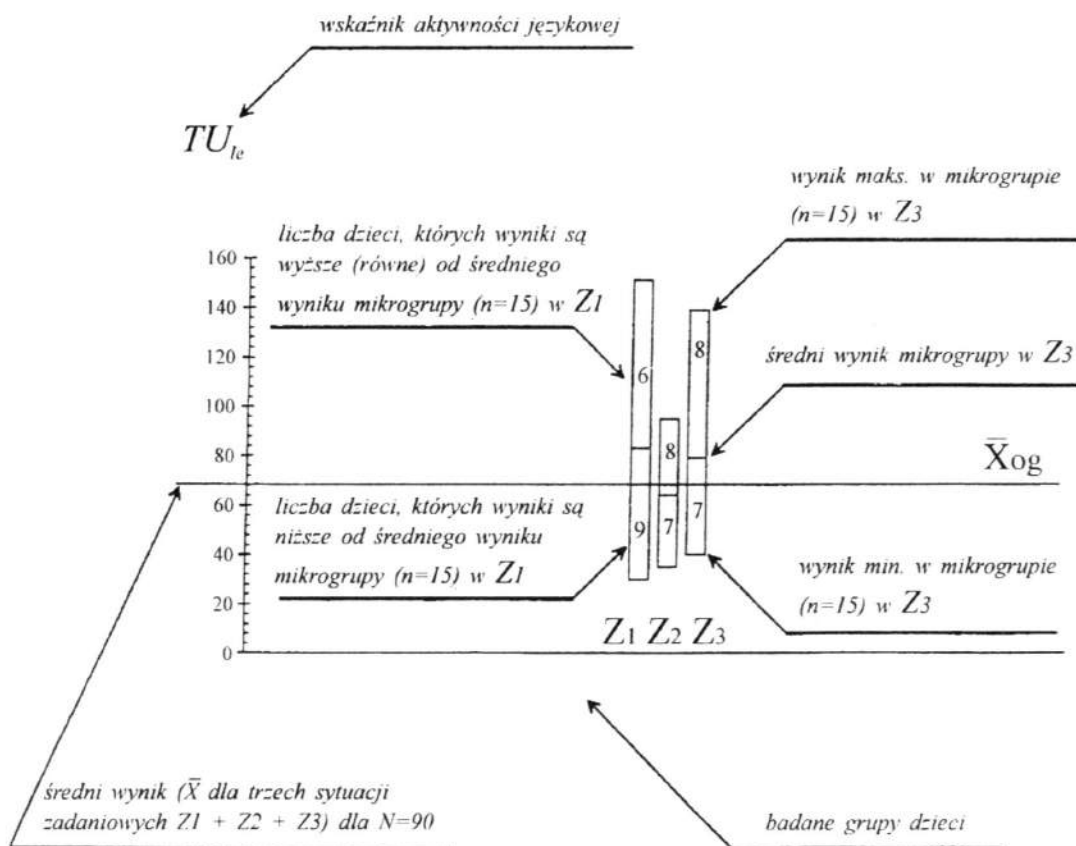 wskaźnik aktywności językowej
TU_le
wynik maks. w mikrogrupie
(n=15) w Z3
liczba dzieci, których wyniki są
wyższe (równe) od średniego
wyniku mikrogrupy (n=15) w Z1
160
140
120
100
80
60
40
20
0
6
9
8
7
8
7
średni wynik mikrogrupy w Z3
X̄og
liczba dzieci, których wyniki są
niższe od średniego wyniku
mikrogrupy (n=15) w Z1
wynik min. w mikrogrupie
(n=15) w Z3
Z1 Z2 Z3
średni wynik (X̄ dla trzech sytuacji
zadaniowych Z1 + Z2 + Z3) dla N=90
badane grupy dzieci